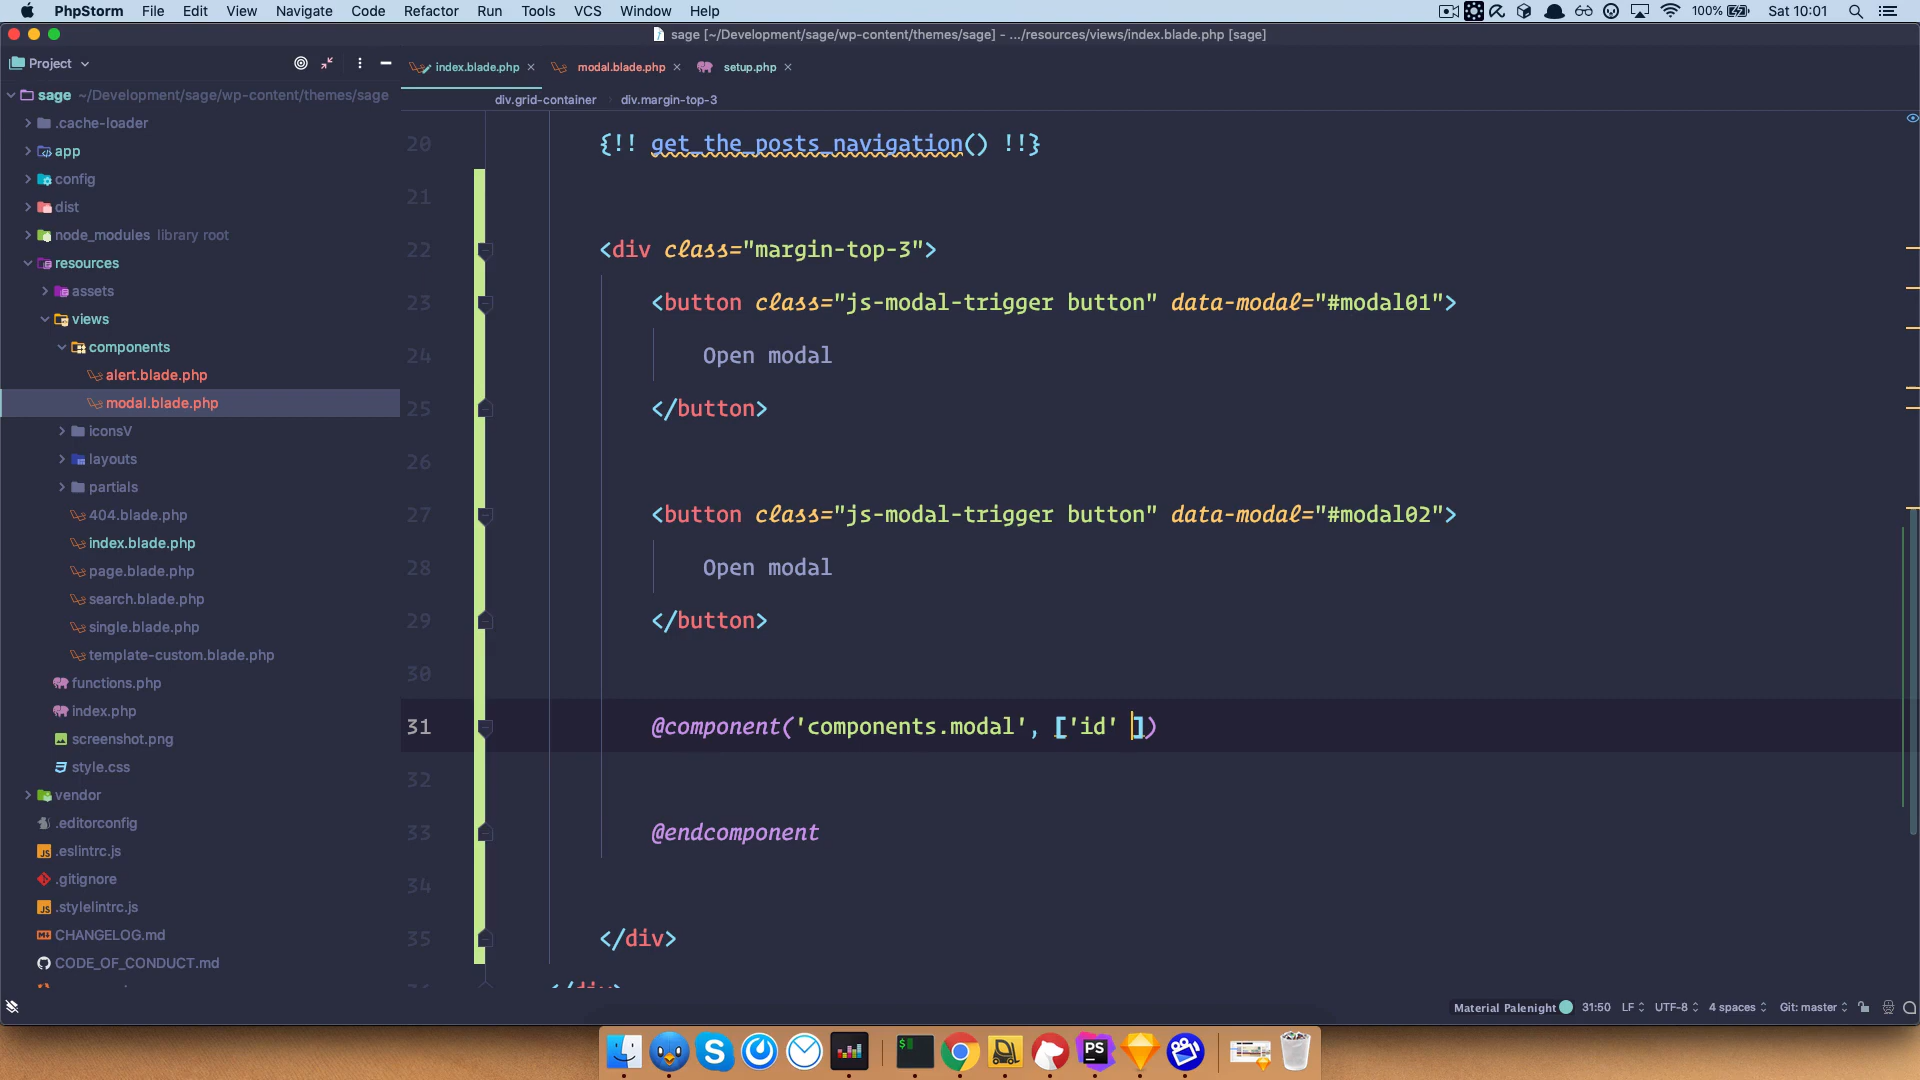 PhpStorm File Edit View Navigate Code Refactor Run Tools VCS Window Help 100% Sat 10:01
sage [~/Development/sage/wp-content/themes/sage] - .../resources/views/index.blade.php [sage]
Project
index.blade.php modal.blade.php setup.php
div.grid-container div.margin-top-3
sage ~/Development/sage/wp-content/themes/sage
.cache-loader
app
config
dist
node_modules library root
resources
assets
views
components
alert.blade.php
modal.blade.php
iconsV
layouts
partials
404.blade.php
index.blade.php
page.blade.php
search.blade.php
single.blade.php
template-custom.blade.php
functions.php
index.php
screenshot.png
style.css
vendor
.editorconfig
.eslintrc.js
.gitignore
.stylelintrc.js
CHANGELOG.md
CODE_OF_CONDUCT.md
20 {!! get_the_posts_navigation() !!}
21
22 <div class="margin-top-3">
23 <button class="js-modal-trigger button" data-modal="#modal01">
24 Open modal
25 </button>
26
27 <button class="js-modal-trigger button" data-modal="#modal02">
28 Open modal
29 </button>
30
31 @component('components.modal', ['id' ])
32
33 @endcomponent
34
35 </div>
Material Palenight 31:50 LF UTF-8 4 spaces Git: master